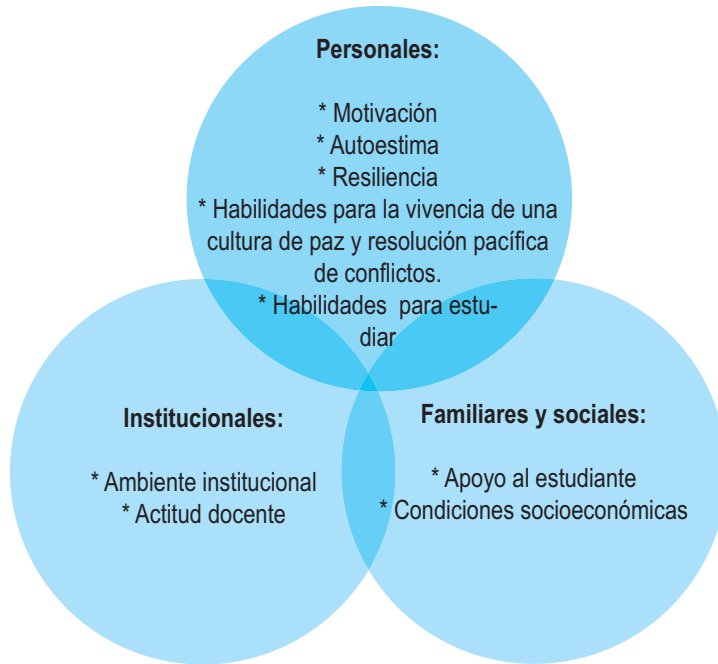 Personales:
* Motivación
* Autoestima
* Resiliencia
* Habilidades para la vivencia de una
cultura de paz y resolución pacífica
de conflictos.
* Habilidades para estu-
diar
Institucionales:
* Ambiente institucional
* Actitud docente
Familiares y sociales:
* Apoyo al estudiante
* Condiciones socioeconómicas